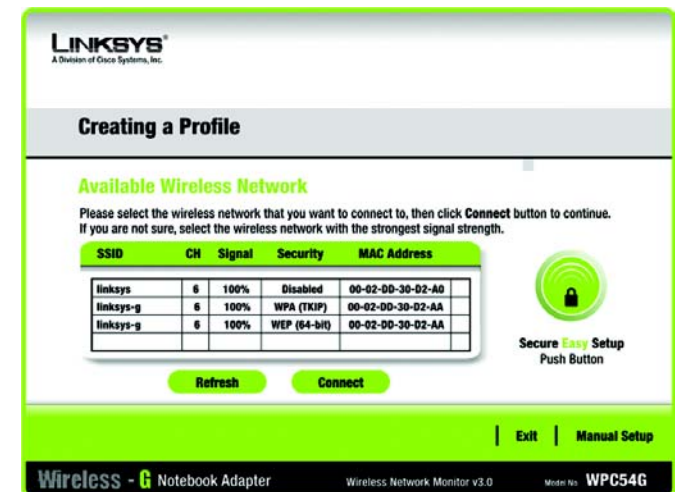 LINKSYS®
A Division of Cisco Systems, Inc.
Creating a Profile
Available Wireless Network
Please select the wireless network that you want to connect to, then click Connect button to continue.
If you are not sure, select the wireless network with the strongest signal strength.
SSID CH Signal Security MAC Address
linksys 6 100% Disabled 00-02-DD-30-D2-A0
linksys-g 6 100% WPA (TKIP) 00-02-DD-30-D2-AA
linksys-g 6 100% WEP (64-bit) 00-02-DD-30-D2-AA
Secure Easy Setup
Push Button
Refresh Connect
Exit Manual Setup
Wireless - G Notebook Adapter Wireless Network Monitor v3.0 Model No WPC54G